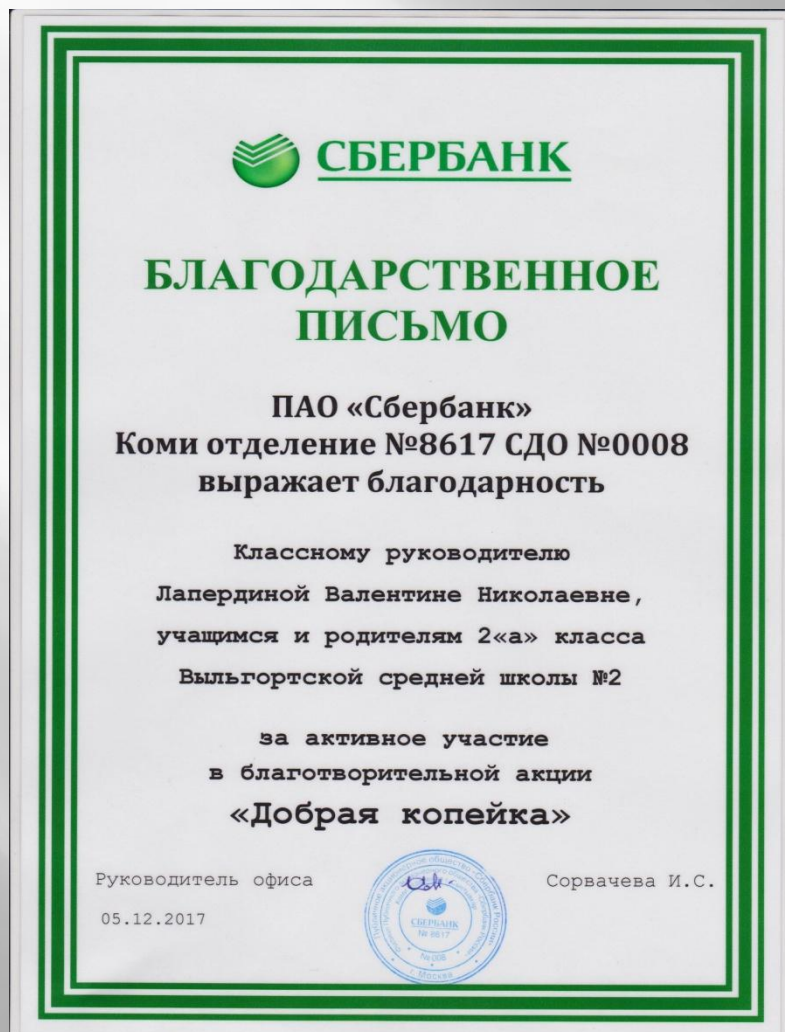 СБЕРБАНК
БЛАГОДАРСТВЕННОЕ
ПИСЬМО
ПАО «Сбербанк»
Коми отделение №8617 СДО №0008
выражает благодарность
Классному руководителю
Лапердиной Валентине Николаевне,
учащимся и родителям 2«а» класса
Выльгортской средней школы №2
за активное участие
в благотворительной акции
«Добрая копейка»
Руководитель офиса
Сорвачева И.С.
05.12.2017
СБЕРБАНК
№ 8617
№008
г. Москва